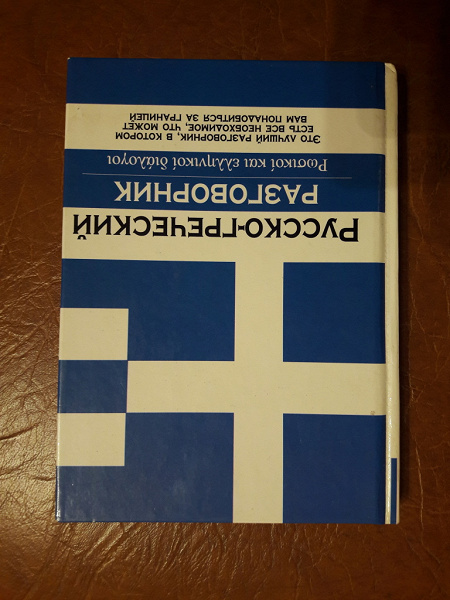 РУССКО-ГРЕЧЕСКИЙ
РАЗГОВОРНИК
Ρωσικοί και ελληνικοί διάλογοι
ЭТО ЛУЧШИЙ РАЗГОВОРНИК, В КОТОРОМ
ЕСТЬ ВСЕ НЕОБХОДИМОЕ, ЧТО МОЖЕТ
ВАМ ПОНАДОБИТЬСЯ ЗА ГРАНИЦЕЙ